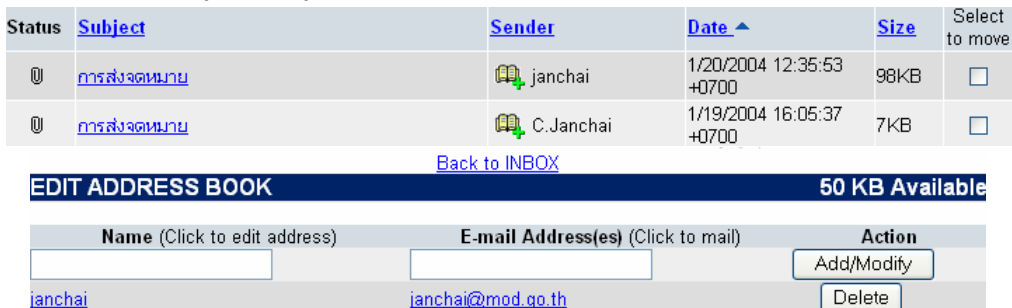 Status Subject Sender Date Size Select to move
การส่งจดหมาย janchai 1/20/2004 12:35:53 +0700 98KB
การส่งจดหมาย C.Janchai 1/19/2004 16:05:37 +0700 7KB
Back to INBOX
EDIT ADDRESS BOOK 50 KB Available
Name (Click to edit address) E-mail Address(es) (Click to mail) Action
Add/Modify
janchai janchai@mod.go.th Delete